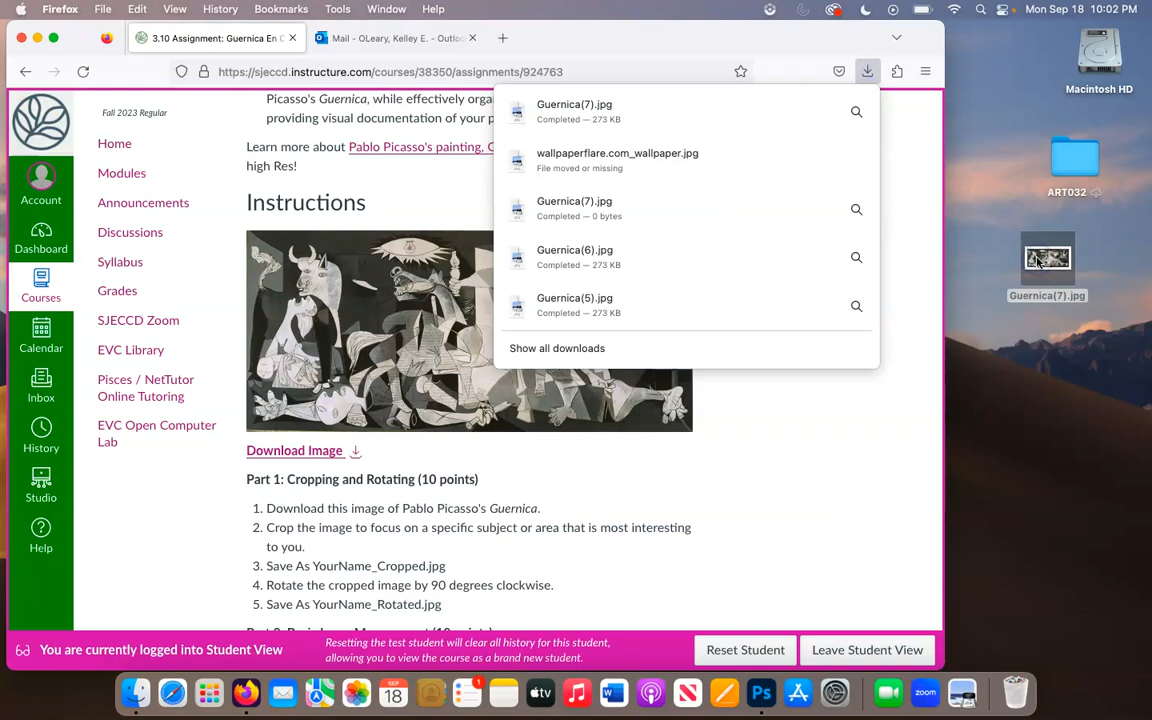 Firefox File Edit View History Bookmarks Tools Window Help Mon Sep 18 10:02 PM
3.10 Assignment: Guernica En C
Mail - OLeary, Kelley E. - Outloo
https://sjeccd.instructure.com/courses/38350/assignments/924763
Macintosh HD
ART032
Guernica(7).jpg
Guernica(7).jpg
Completed — 273 KB
wallpaperflare.com_wallpaper.jpg
File moved or missing
Guernica(7).jpg
Completed — 0 bytes
Guernica(6).jpg
Completed — 273 KB
Guernica(5).jpg
Completed — 273 KB
Show all downloads
Account
Dashboard
Courses
Calendar
Inbox
History
Studio
Help
Fall 2023 Regular
Home
Modules
Announcements
Discussions
Syllabus
Grades
SJECCD Zoom
EVC Library
Pisces / NetTutor
Online Tutoring
EVC Open Computer
Lab
Picasso's Guernica, while effectively orga
providing visual documentation of your p
Learn more about Pablo Picasso's painting, G
high Res!
Instructions
Download Image
Part 1: Cropping and Rotating (10 points)
1. Download this image of Pablo Picasso's Guernica.
2. Crop the image to focus on a specific subject or area that is most interesting
to you.
3. Save As YourName_Cropped.jpg
4. Rotate the cropped image by 90 degrees clockwise.
5. Save As YourName_Rotated.jpg
You are currently logged into Student View
Resetting the test student will clear all history for this student,
allowing you to view the course as a brand new student.
Reset Student
Leave Student View
SEP
18
1
tv
W
Ps
zoom